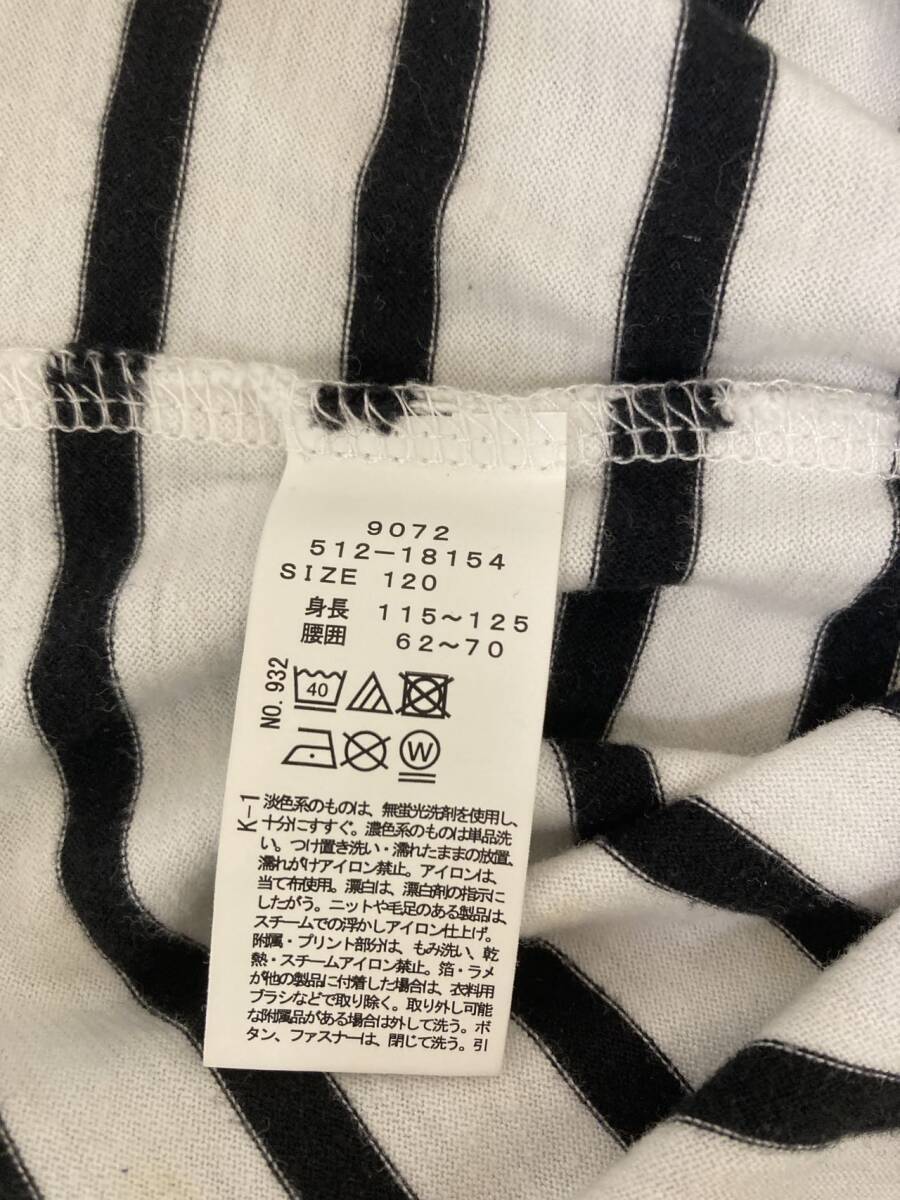 9072
512-18154
SIZE 120
身長 115~125
腰囲 62~70
NO.932
40
W
K-1
淡色系のものは、無蛍光洗剤を使用し、
十分にすすぐ。濃色系のものは単品洗
い。つけ置き洗い・濡れたままの放置、
濡れがけアイロン禁止。アイロンは、
当て布使用。漂白は、漂白剤の指示に
したがう。ニットや毛足のある製品は、
スチームでの浮かしアイロン仕上げ。
附属・プリント部分は、もみ洗い、乾
熱・スチームアイロン禁止。箔・ラメ
が他の製品に付着した場合は、衣料用
ブラシなどで取り除く。取り外し可能
な附属品がある場合は外して洗う。ボ
タン、ファスナーは、閉じて洗う。引